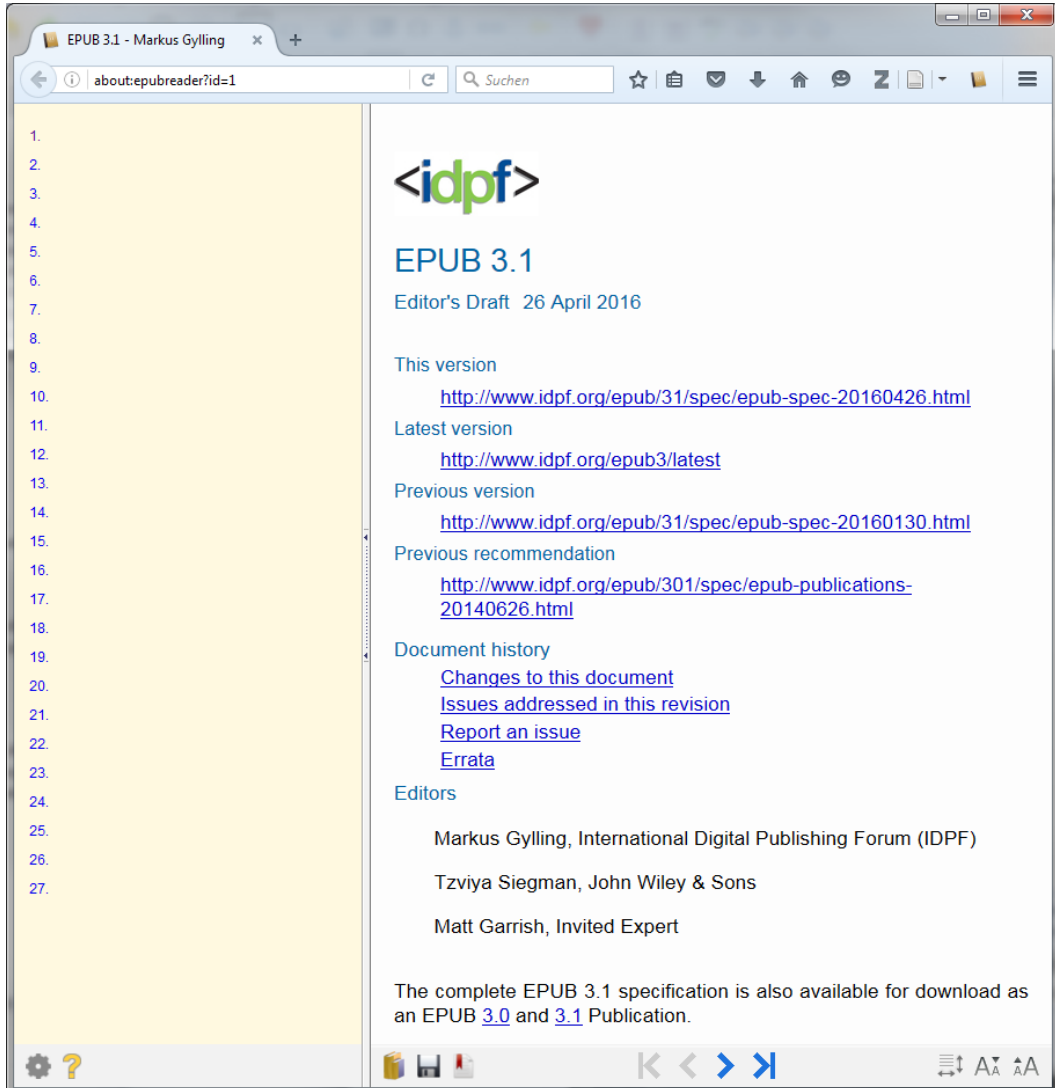 EPUB 3.1 - Markus Gylling
about:epubreader?id=1
Suchen
1.
2.
3.
4.
5.
6.
7.
8.
9.
10.
11.
12.
13.
14.
15.
16.
17.
18.
19.
20.
21.
22.
23.
24.
25.
26.
27.
<idpf>
EPUB 3.1
Editor's Draft 26 April 2016
This version
http://www.idpf.org/epub/31/spec/epub-spec-20160426.html
Latest version
http://www.idpf.org/epub3/latest
Previous version
http://www.idpf.org/epub/31/spec/epub-spec-20160130.html
Previous recommendation
http://www.idpf.org/epub/301/spec/epub-publications-
20140626.html
Document history
Changes to this document
Issues addressed in this revision
Report an issue
Errata
Editors
Markus Gylling, International Digital Publishing Forum (IDPF)
Tzviya Siegman, John Wiley & Sons
Matt Garrish, Invited Expert
The complete EPUB 3.1 specification is also available for download as
an EPUB 3.0 and 3.1 Publication.